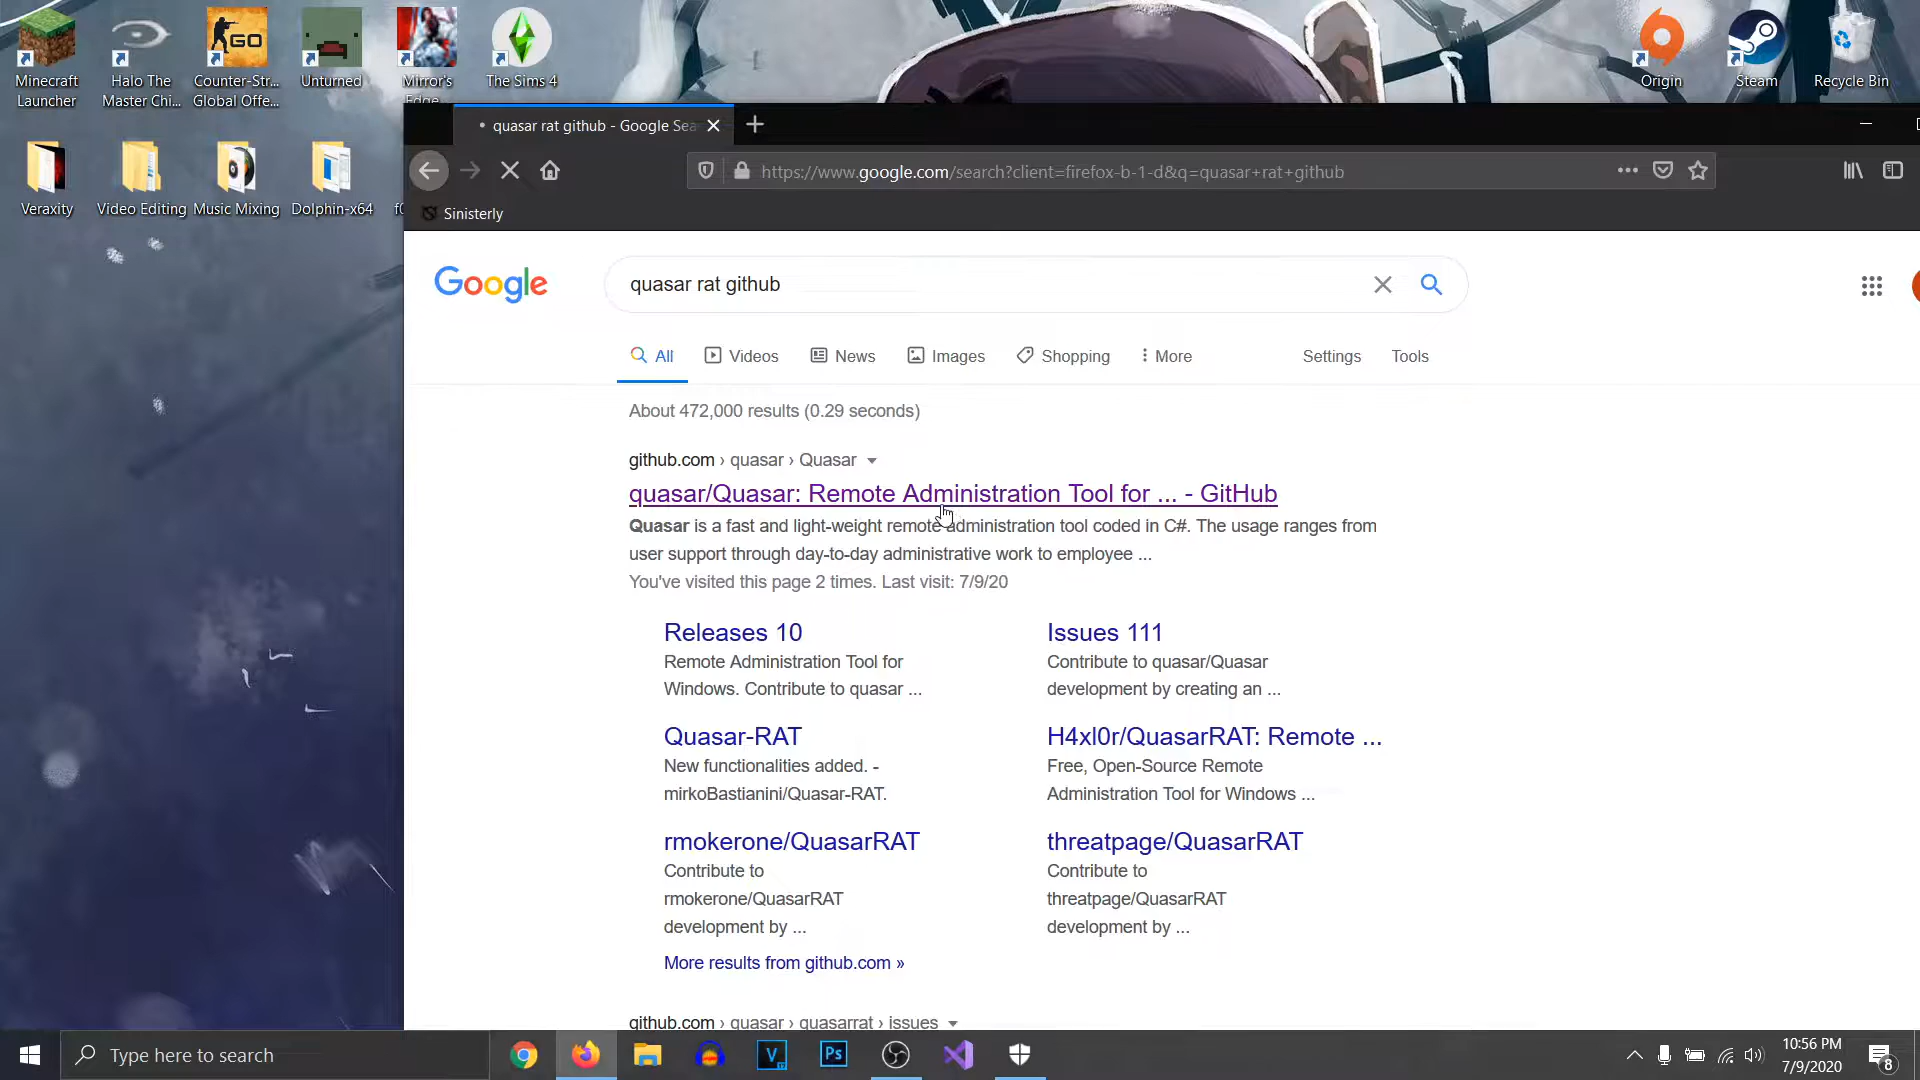 Minecraft
Launcher
Halo The
Master Chi...
Counter-Str...
Global Offe...
GO
Unturned
Mirror's
Edge
The Sims 4
Origin
Steam
Recycle Bin
Veraxity
Video Editing
Music Mixing
Dolphin-x64
quasar rat github - Google Sea
https://www.google.com/search?client=firefox-b-1-d&q=quasar+rat+github
Sinisterly
Google
quasar rat github
All
Videos
News
Images
Shopping
More
Settings
Tools
About 472,000 results (0.29 seconds)
github.com › quasar › Quasar
quasar/Quasar: Remote Administration Tool for ... - GitHub
Quasar is a fast and light-weight remote administration tool coded in C#. The usage ranges from
user support through day-to-day administrative work to employee ...
You've visited this page 2 times. Last visit: 7/9/20
Releases 10
Remote Administration Tool for
Windows. Contribute to quasar ...
Issues 111
Contribute to quasar/Quasar
development by creating an ...
Quasar-RAT
New functionalities added. -
mirkoBastianini/Quasar-RAT.
H4xl0r/QuasarRAT: Remote ...
Free, Open-Source Remote
Administration Tool for Windows ...
rmokerone/QuasarRAT
Contribute to
rmokerone/QuasarRAT
development by ...
threatpage/QuasarRAT
Contribute to
threatpage/QuasarRAT
development by ...
More results from github.com »
github.com › quasar › quasarrat › issues
Type here to search
V
Ps
10:56 PM
7/9/2020
8